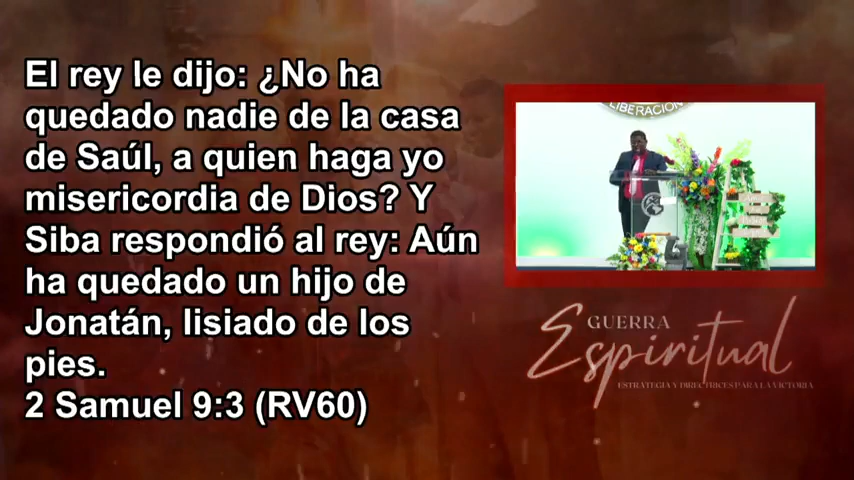 El rey le dijo: ¿No ha
quedado nadie de la casa
de Saúl, a quien haga yo
misericordia de Dios? Y
Siba respondió al rey: Aún
ha quedado un hijo de
Jonatán, lisiado de los
pies.
2 Samuel 9:3 (RV60)
LIBERACIÓN
GUERRA
Espiritual
ESTRATEGIA Y DIRECTRICES PARA LA VICTORIA